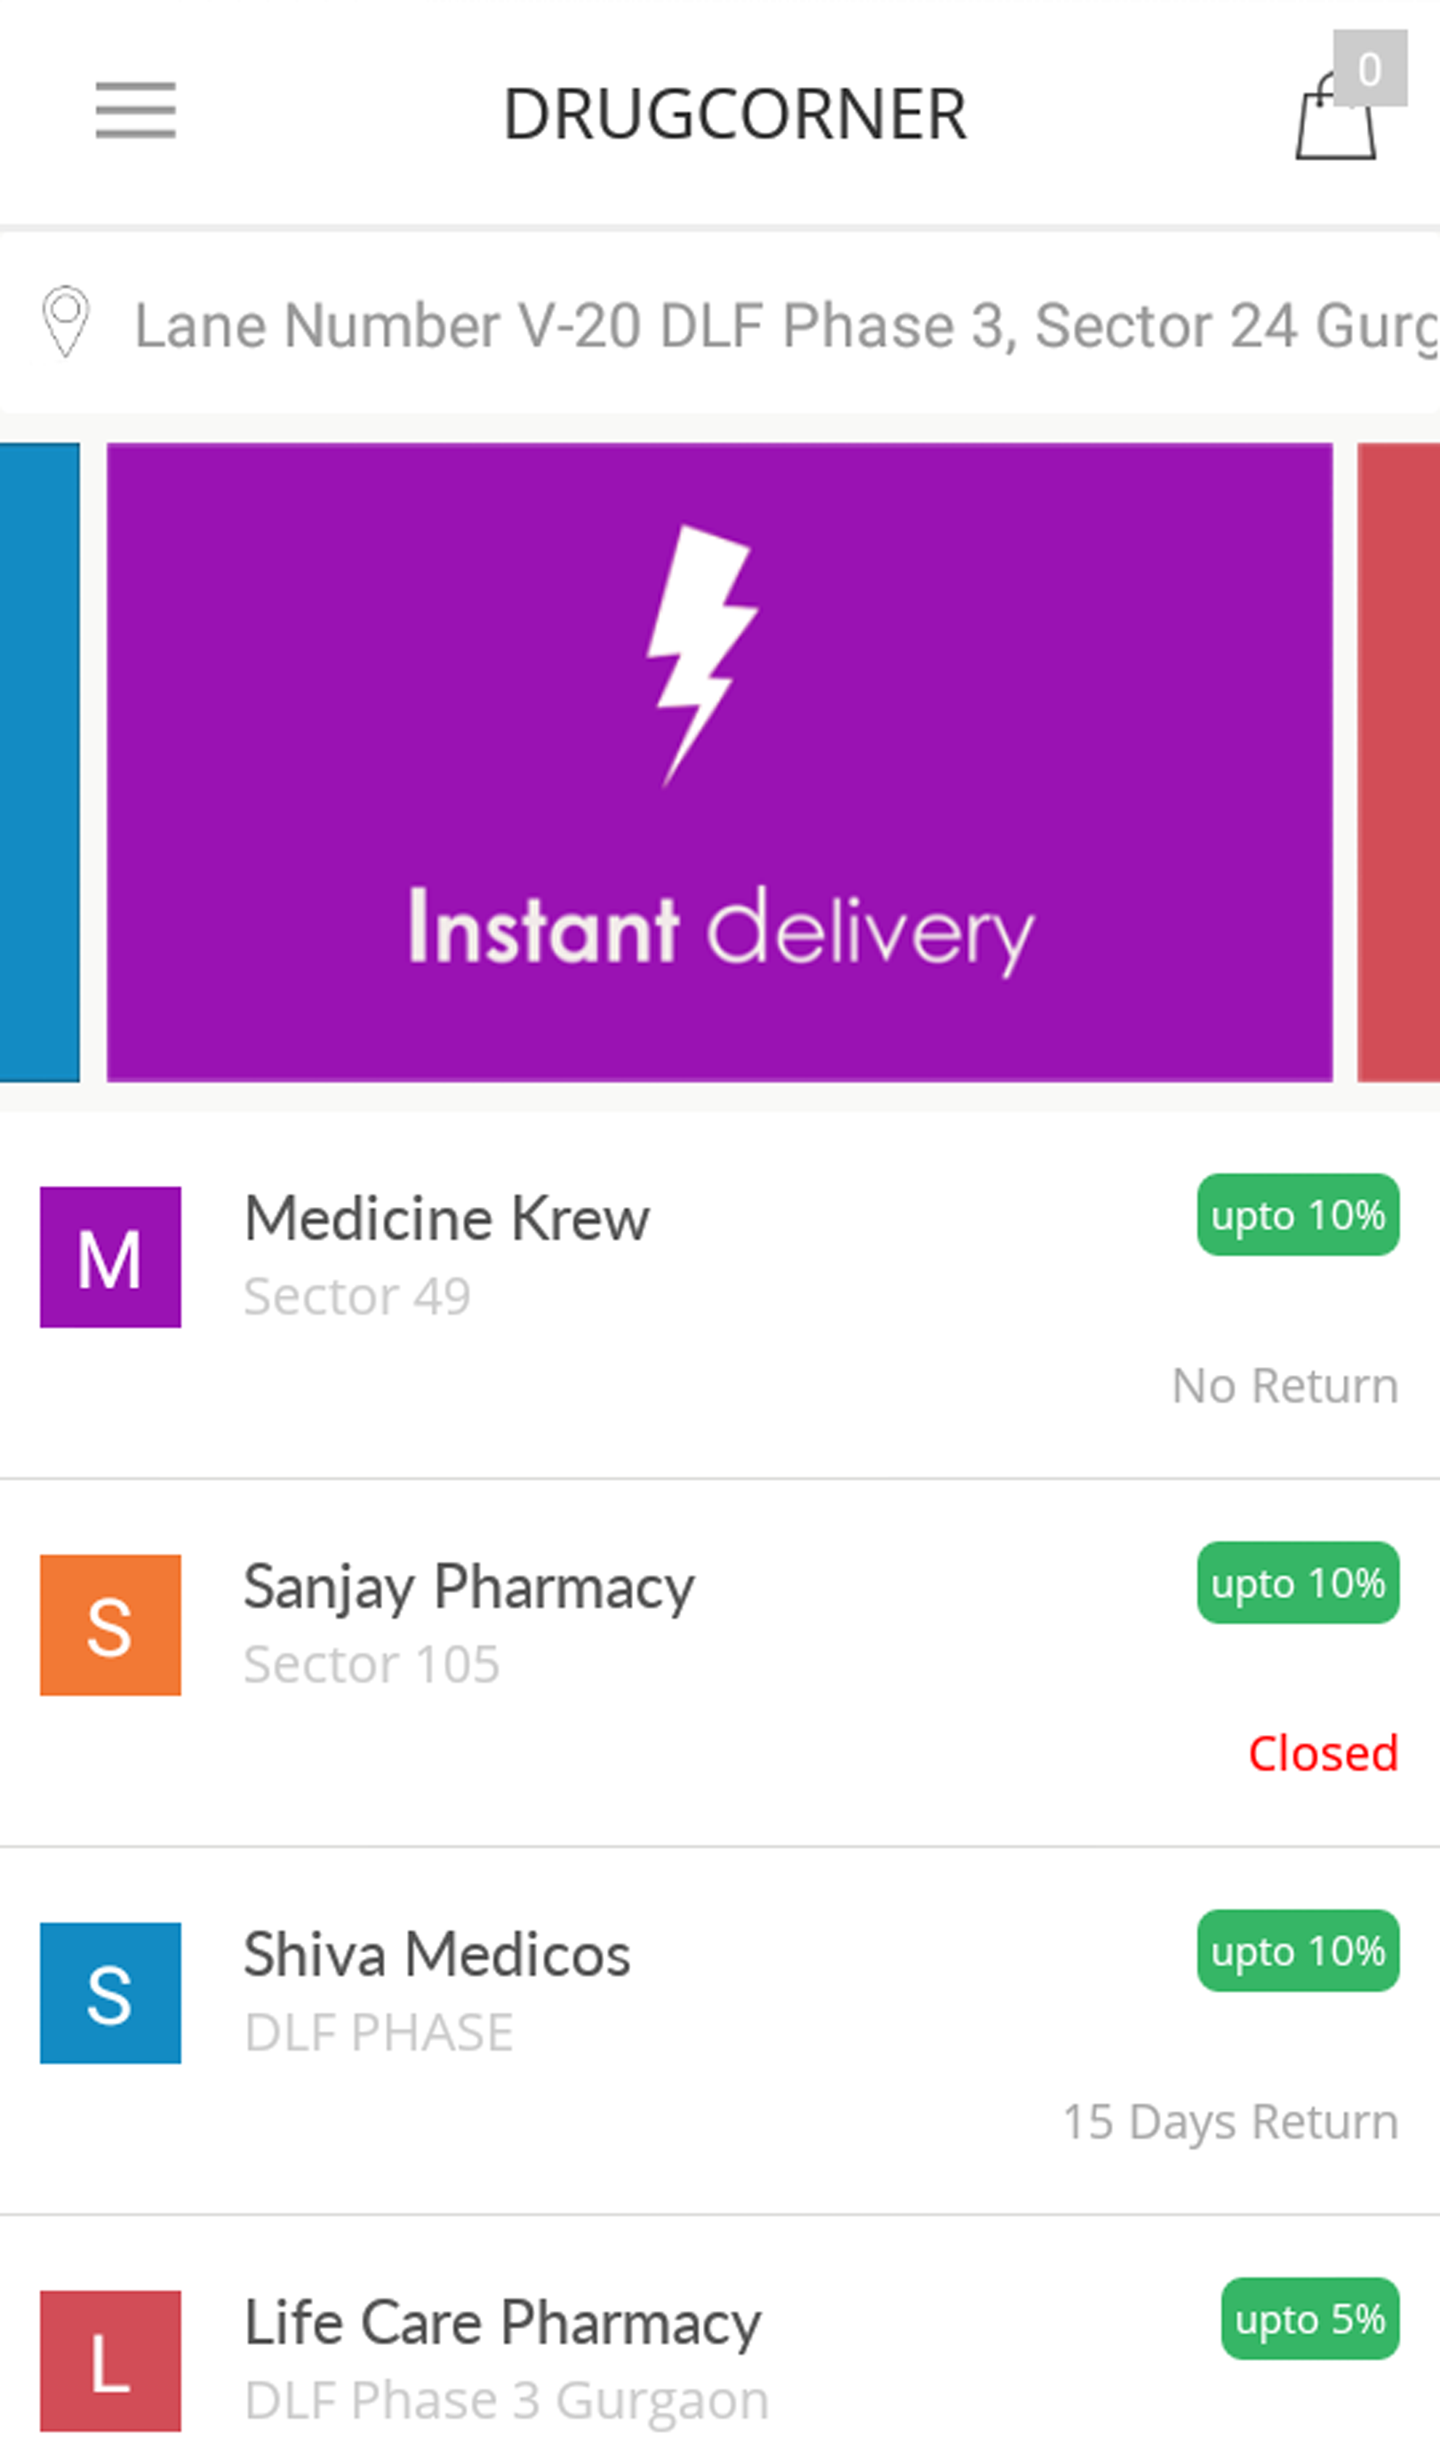 DRUGCORNER
0
Lane Number V-20 DLF Phase 3, Sector 24
Instant delivery
M
Medicine Krew
upto 10%
Sector 49
No Return
S
Sanjay Pharmacy
upto 10%
Sector 105
Closed
S
Shiva Medicos
upto 10%
DLF PHASE
15 Days Return
L
Life Care Pharmacy
upto 5%
DLF Phase 3 Gurgaon